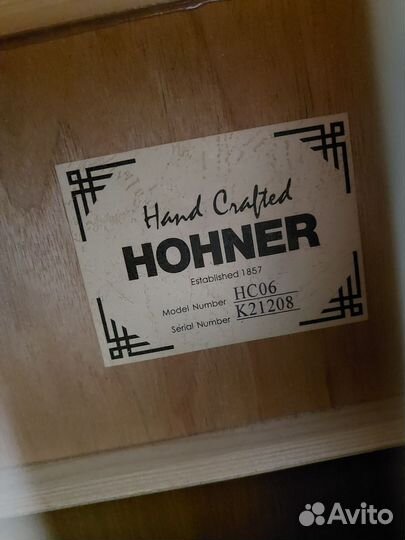 Hand Crafted
HOHNER
Established 1857
Model Number HC06
Serial Number K21208
Avito